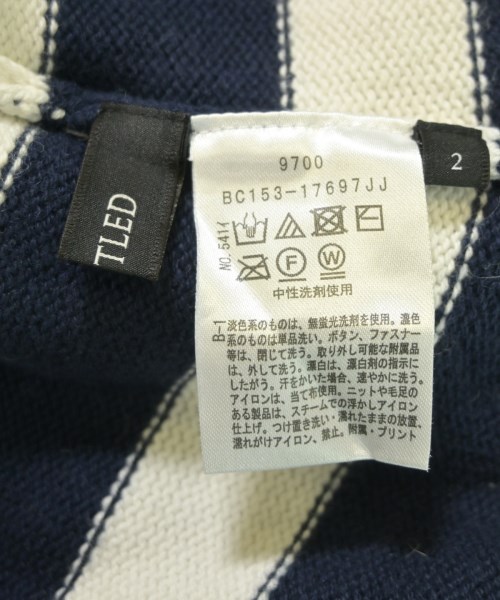 TLED
2
9700
BC153-17697JJ
NO.541イ
F W
中性洗剤使用
B-1
淡色系のものは、無蛍光洗剤を使用。濃色
系のものは単品洗い。ボタン、ファスナー
等は、閉じて洗う。取り外し可能な附属品
は、外して洗う。漂白は、漂白剤の指示に
したがう。汗をかいた場合、速やかに洗う。
アイロンは、当て布使用。ニットや毛足の
ある製品は、スチームでの浮かしアイロン
仕上げ。つけ置き洗い・濡れたままの放置、
濡れがけアイロン、禁止。附属・プリント